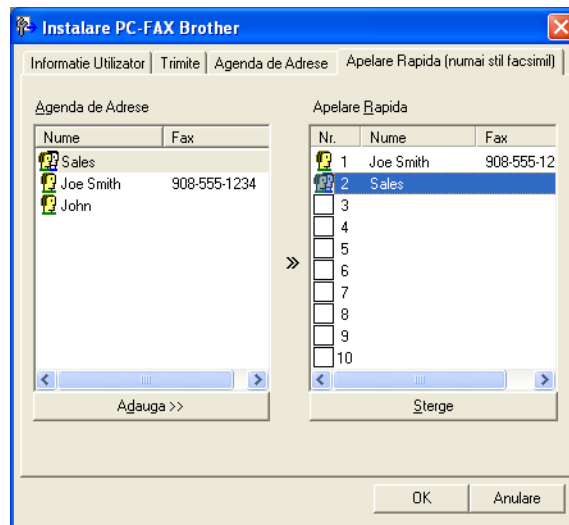 Instalare PC-FAX Brother
Informatie Utilizator Trimite Agenda de Adrese Apelare Rapida (numai stil facsimil)
Agenda de Adrese Apelare Rapida
Nume Fax Nr. Nume Fax
Sales 1 Joe Smith 908-555-12
Joe Smith 908-555-1234 2 Sales
John 3
4
5
»
6
7
8
9
10
Adauga >> Sterge
OK Anulare